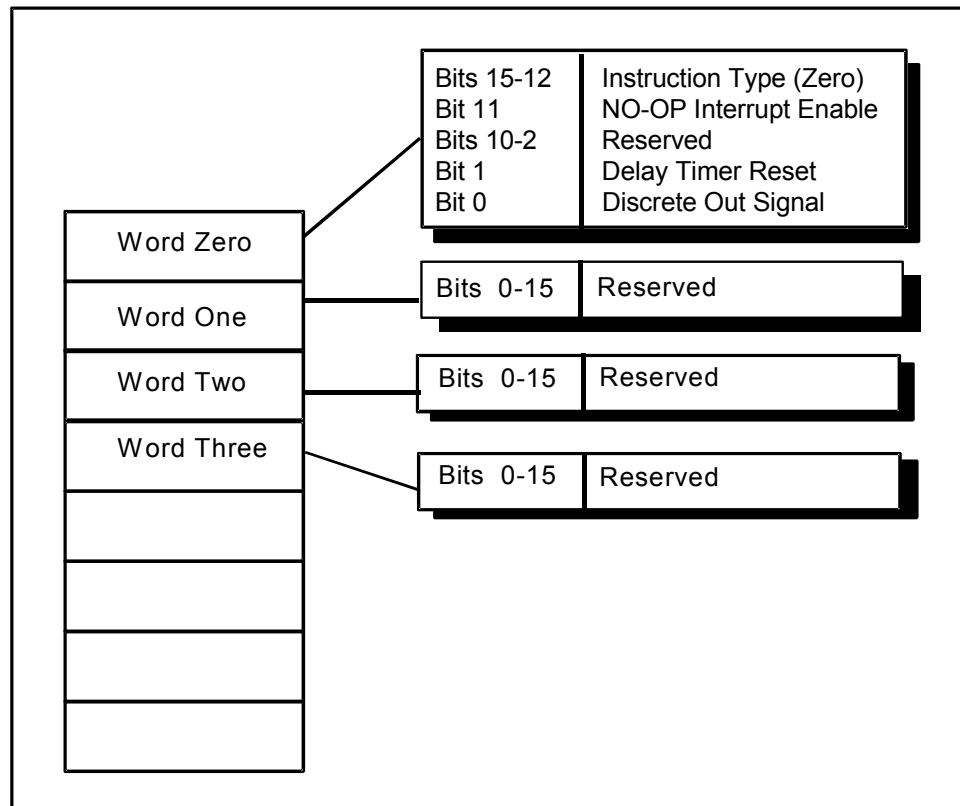 Bits 15-12 Instruction Type (Zero)
Bit 11 NO-OP Interrupt Enable
Bits 10-2 Reserved
Bit 1 Delay Timer Reset
Bit 0 Discrete Out Signal
Word Zero
Bits 0-15 Reserved
Word One
Bits 0-15 Reserved
Word Two
Word Three
Bits 0-15 Reserved